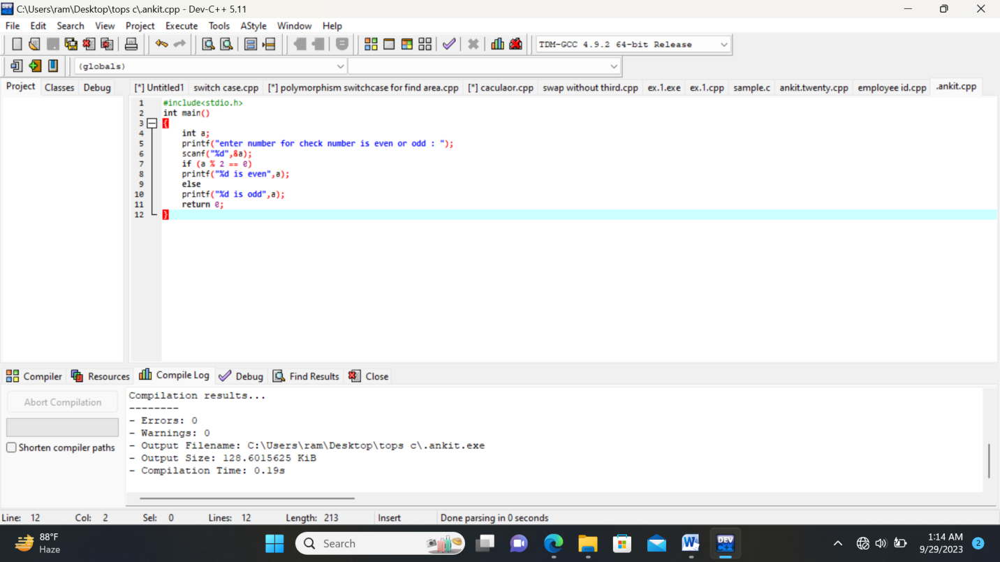 C:\Users\ram\Desktop\tops c\.ankit.cpp - Dev-C++ 5.11
File Edit Search View Project Execute Tools AStyle Window Help
TDM-GCC 4.9.2 64-bit Release
(globals)
Project Classes Debug [*] Untitled1 switch case.cpp [*] polymorphism switchcase for find area.cpp [*] caculaor.cpp swap without third.cpp ex.1.exe ex.1.cpp sample.c ankit.twenty.cpp employee id.cpp .ankit.cpp
1 #include<stdio.h>
2 int main()
3 {
4 int a;
5 printf("enter number for check number is even or odd : ");
6 scanf("%d",&a);
7 if (a % 2 == 0)
8 printf("%d is even",a);
9 else
10 printf("%d is odd",a);
11 return 0;
12 }
Compiler Resources Compile Log Debug Find Results Close
Abort Compilation
Shorten compiler paths
Compilation results...
--------
- Errors: 0
- Warnings: 0
- Output Filename: C:\Users\ram\Desktop\tops c\.ankit.exe
- Output Size: 128.6015625 KiB
- Compilation Time: 0.19s
Line: 12 Col: 2 Sel: 0 Lines: 12 Length: 213 Insert Done parsing in 0 seconds
88°F
Haze
Search
DEV
1:14 AM
9/29/2023
2